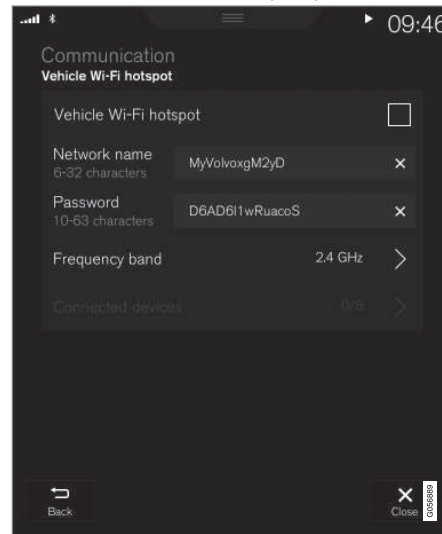 09:46
Communication
Vehicle Wi-Fi hotspot
Vehicle Wi-Fi hotspot
Network name
6-32 characters
MyVolvoxgM2yD
Password
10-63 characters
D6AD6l1wRuacoS
Frequency band
2.4 GHz
Connected devices
0/8
Back
Close
G056889